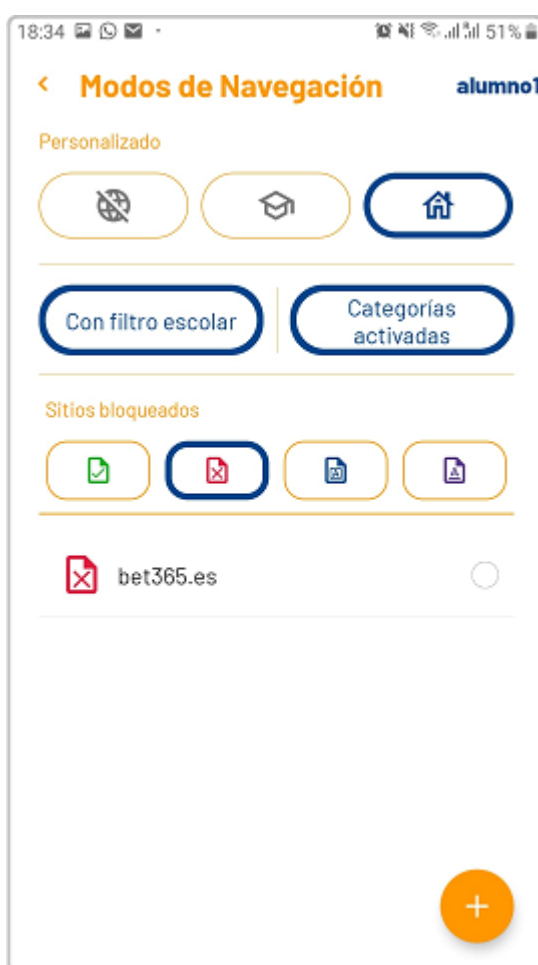 18:34 51%
Modos de Navegación alumno1
Personalizado
Con filtro escolar
Categorías
activadas
Sitios bloqueados
bet365.es